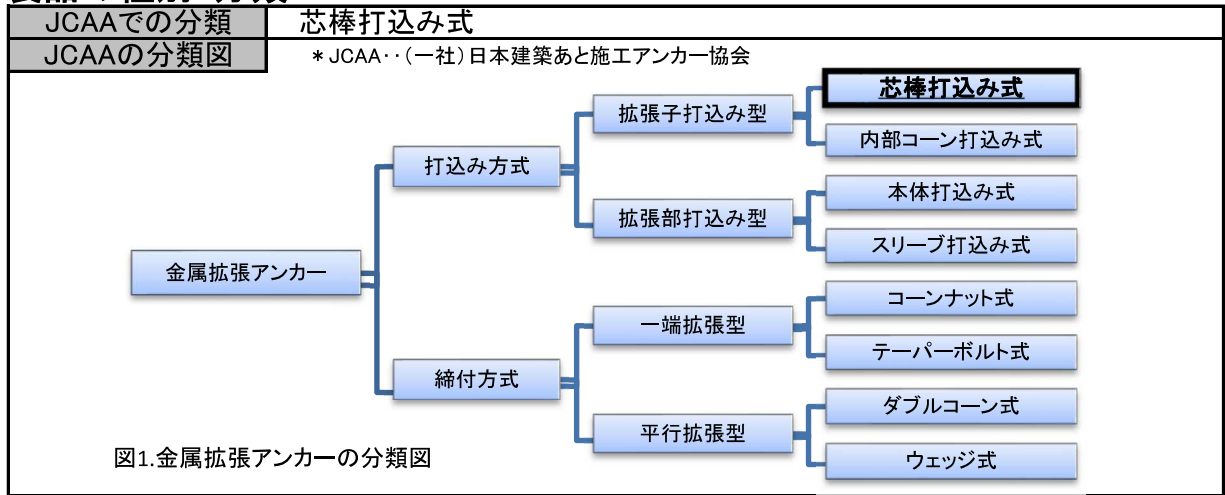 JCAAでの分類 芯棒打込み式
JCAAの分類図 *JCAA‥(一社)日本建築あと施工アンカー協会
芯棒打込み式
拡張子打込み型
内部コーン打込み式
打込み方式
本体打込み式
拡張部打込み型
スリーブ打込み式
金属拡張アンカー
コーンナット式
一端拡張型
テーパーボルト式
締付方式
ダブルコーン式
平行拡張型
ウェッジ式
図1.金属拡張アンカーの分類図